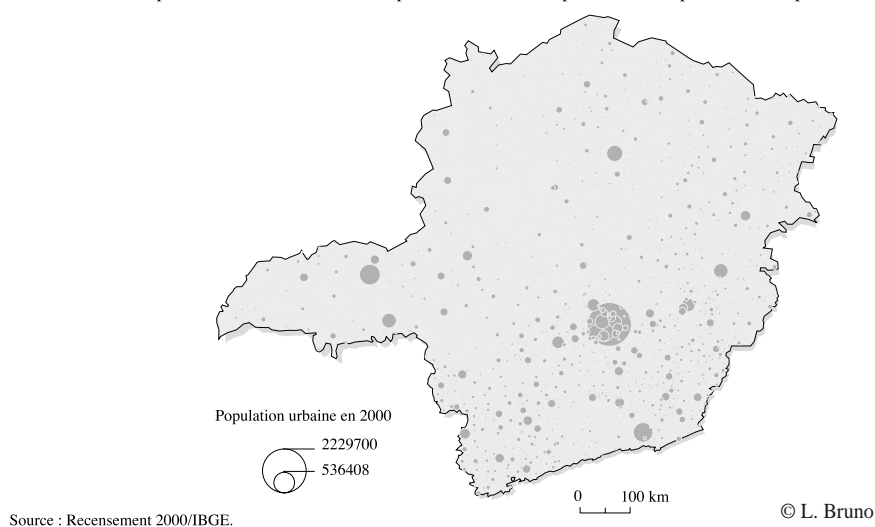 Population urbaine en 2000
2229700
536408
0 100 km
Source : Recensement 2000/IBGE.
© L. Bruno